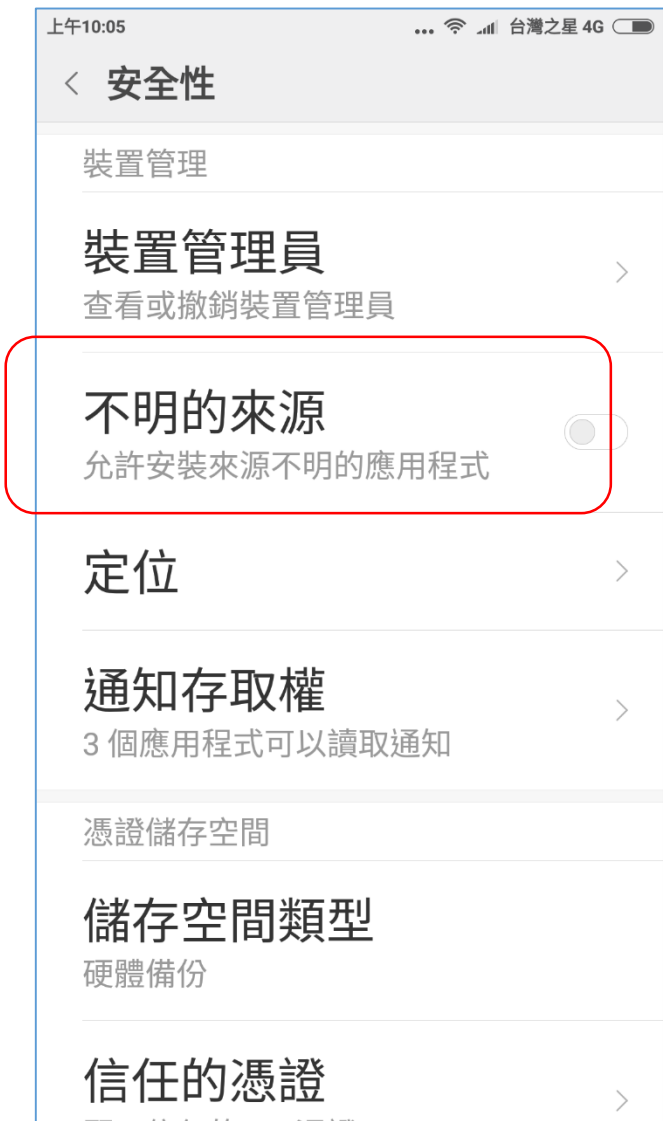 上午10:05 ... 台灣之星 4G
安全性
裝置管理
裝置管理員
查看或撤銷裝置管理員
不明的來源
允許安裝來源不明的應用程式
定位
通知存取權
3 個應用程式可以讀取通知
憑證儲存空間
儲存空間類型
硬體備份
信任的憑證